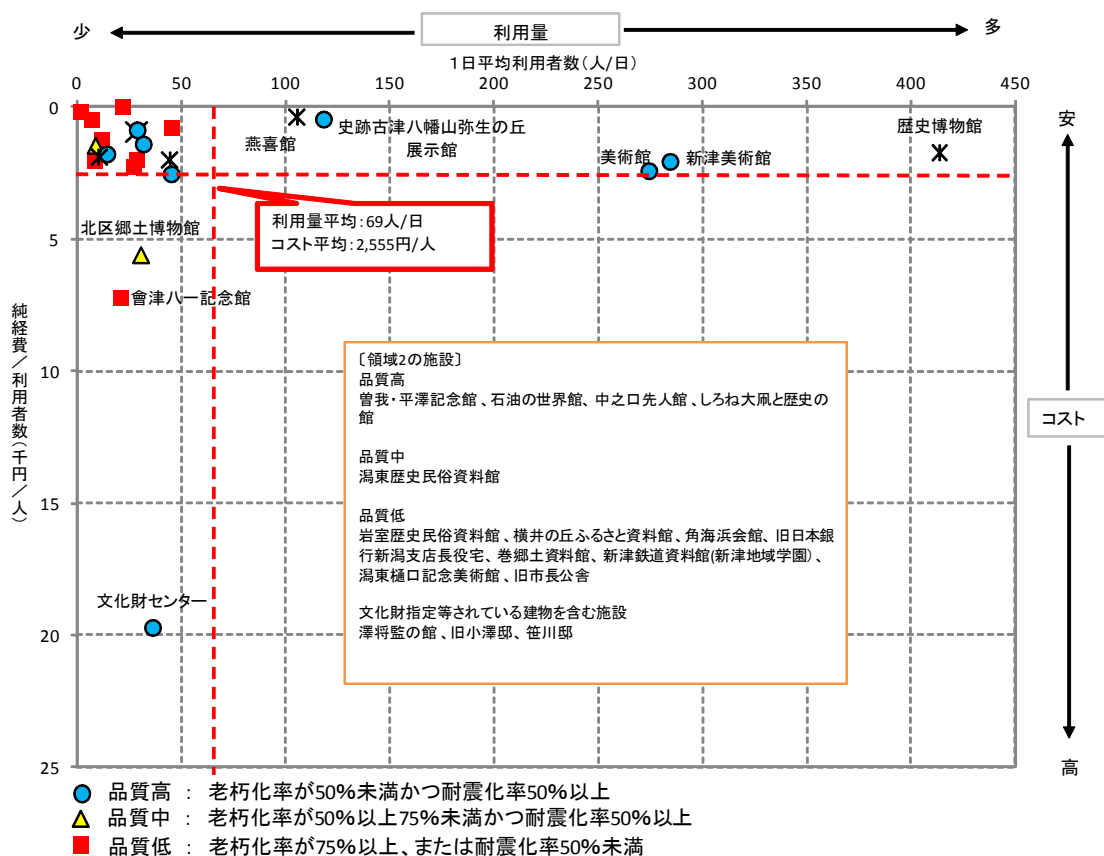 少
利用量
多
1日平均利用者数(人/日)
0 50 100 150 200 250 300 350 400 450
0
5
10
15
20
25
純経費/利用者数(千円/人)
安
コスト
高
燕喜館
史跡古津八幡山弥生の丘
展示館
美術館
新津美術館
歴史博物館
利用量平均:69人/日
コスト平均:2,555円/人
北区郷土博物館
會津八一記念館
文化財センター
〔領域2の施設〕
品質高
曽我・平澤記念館、石油の世界館、中之口先人館、しろね大凧と歴史の
館
品質中
潟東歴史民俗資料館
品質低
岩室歴史民俗資料館、横井の丘ふるさと資料館、角海浜会館、旧日本銀
行新潟支店長役宅、巻郷土資料館、新津鉄道資料館(新津地域学園)、
潟東樋口記念美術館、旧市長公舎
文化財指定等されている建物を含む施設
澤将監の館、旧小澤邸、笹川邸
品質高 : 老朽化率が50%未満かつ耐震化率50%以上
品質中 : 老朽化率が50%以上75%未満かつ耐震化率50%以上
品質低 : 老朽化率が75%以上、または耐震化率50%未満